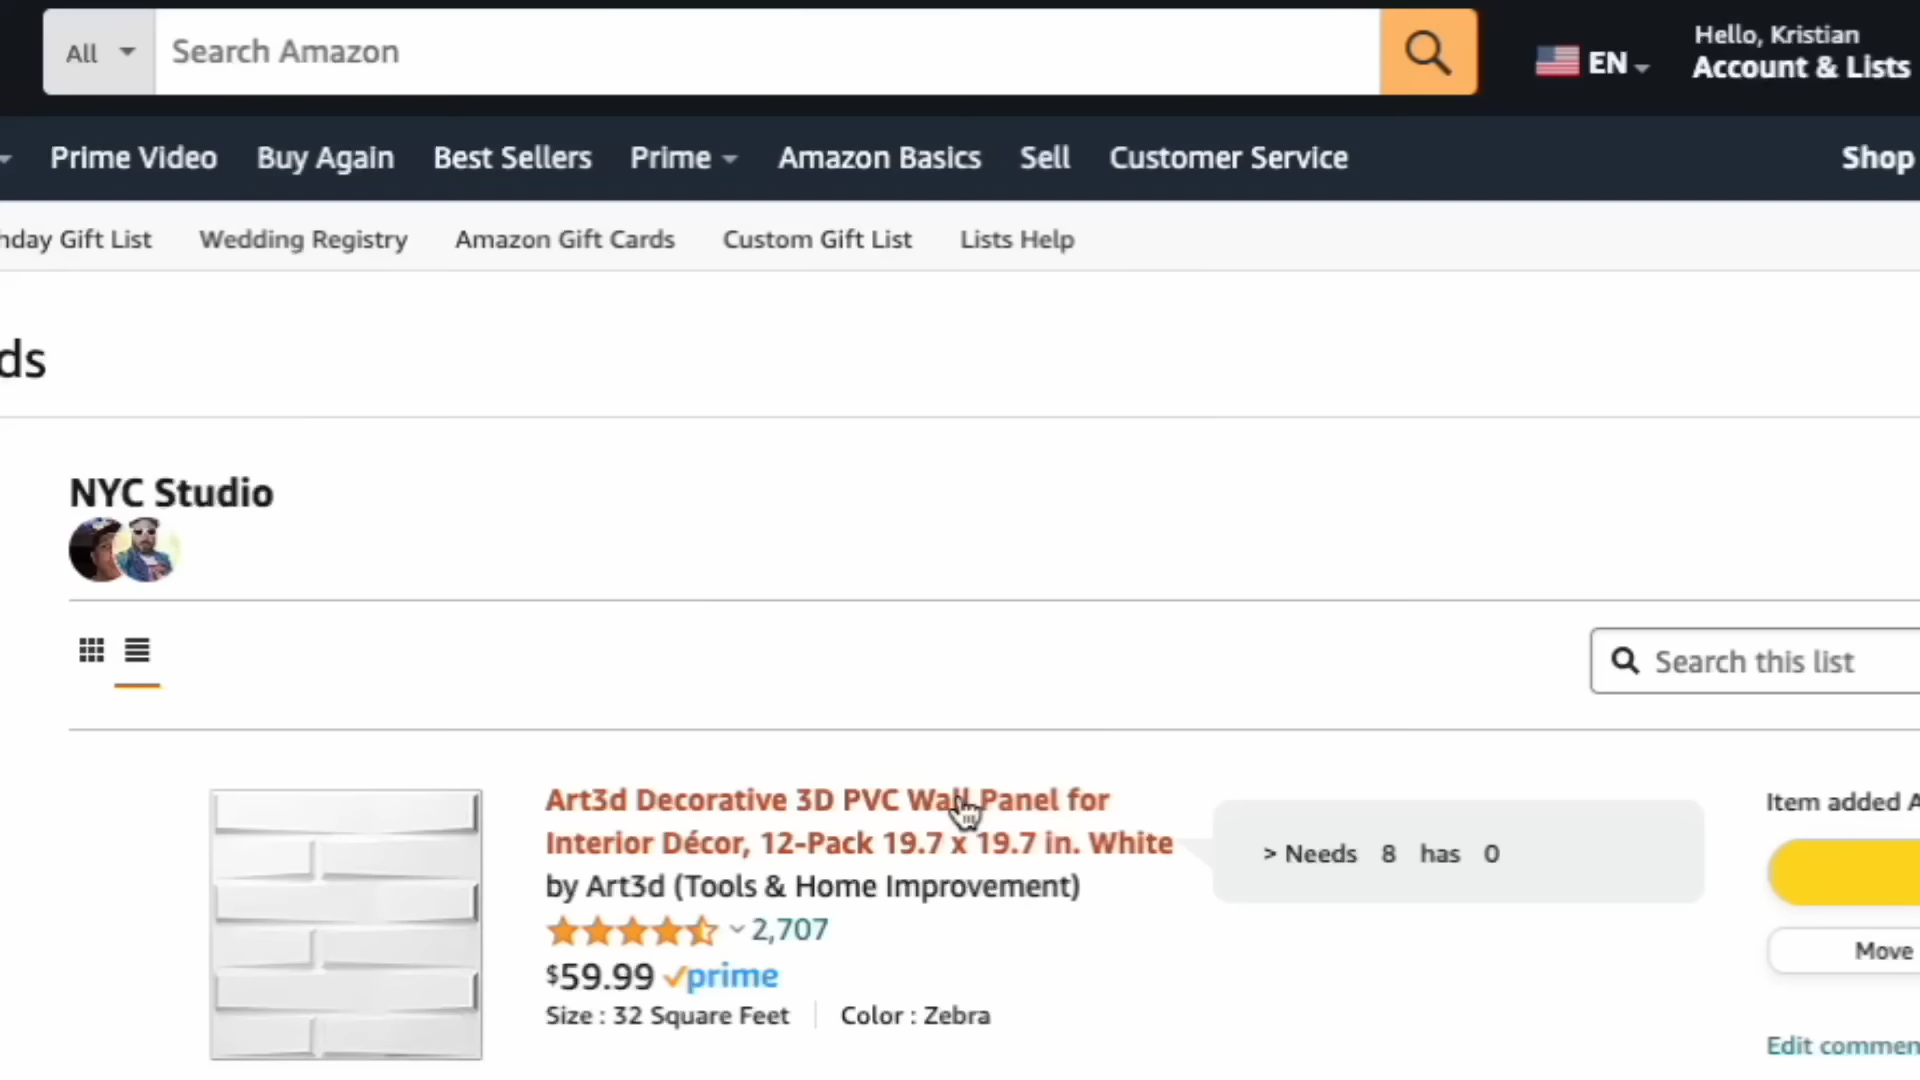 All
Search Amazon
EN
Hello, Kristian
Account & Lists
Prime Video
Buy Again
Best Sellers
Prime
Amazon Basics
Sell
Customer Service
Shop
hday Gift List
Wedding Registry
Amazon Gift Cards
Custom Gift List
Lists Help
ds
NYC Studio
Search this list
Art3d Decorative 3D PVC Wall Panel for
Interior Décor, 12-Pack 19.7 x 19.7 in. White
by Art3d (Tools & Home Improvement)
2,707
$59.99 prime
Size : 32 Square Feet
Color : Zebra
> Needs 8 has 0
Item added A
Move
Edit commen